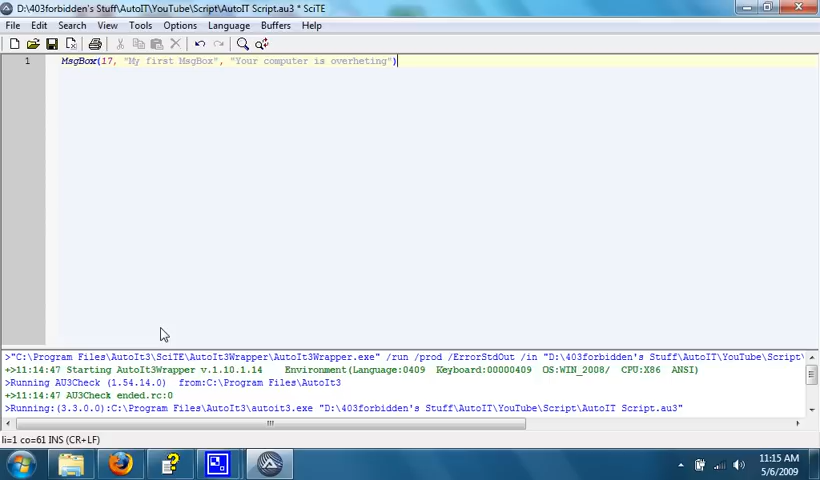 D:\403forbidden's Stuff\AutoIT\YouTube\Script\AutoIT Script.au3 * SciTE
File Edit Search View Tools Options Language Buffers Help
1 MsgBox(17, "My first MsgBox", "Your computer is overheting")
>"C:\Program Files\AutoIt3\SciTE\AutoIt3Wrapper\AutoIt3Wrapper.exe" /run /prod /ErrorStdOut /in "D:\403forbidden's Stuff\AutoIT\YouTube\Script\
+>11:14:47 Starting AutoIt3Wrapper v.1.10.1.14 Environment(Language:0409 Keyboard:00000409 OS:WIN_2008/ CPU:X86 ANSI)
>Running AU3Check (1.54.14.0) from:C:\Program Files\AutoIt3
+>11:14:47 AU3Check ended.rc:0
>Running:(3.3.0.0):C:\Program Files\AutoIt3\autoit3.exe "D:\403forbidden's Stuff\AutoIT\YouTube\Script\AutoIT Script.au3"
li=1 co=61 INS (CR+LF)
11:15 AM
5/6/2009